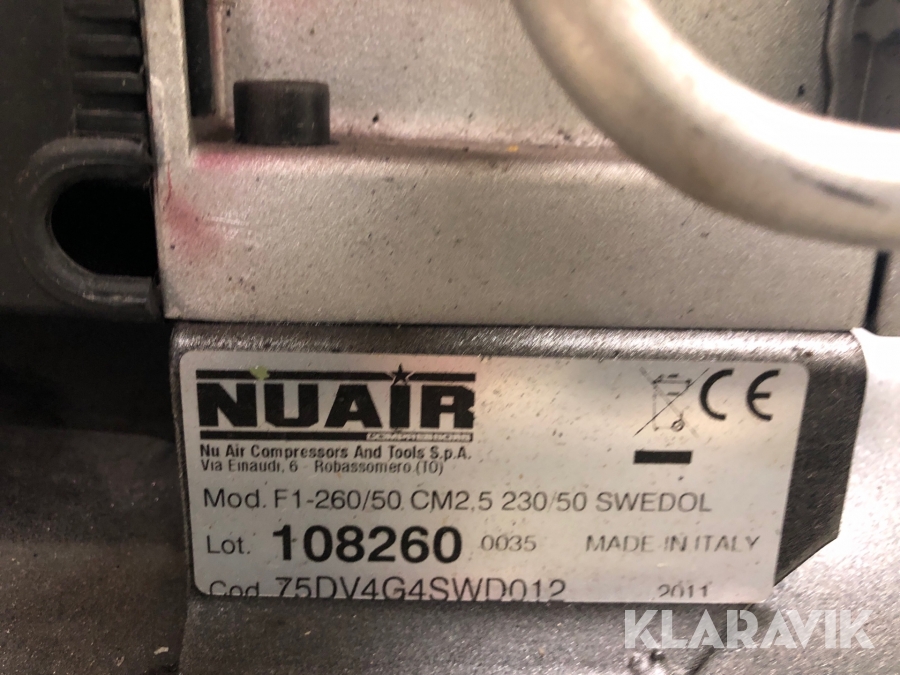 NUAIR
COMPRESSORS
Nu Air Compressors And Tools S.p.A.
Via Einaudi, 6 - Robassomero (TO)
CE
Mod. F1-260/50 CM2,5 230/50 SWEDOL
Lot. 108260 0035 MADE IN ITALY
Cod. 75DV4G4SWD012 2011
KLARAVIK